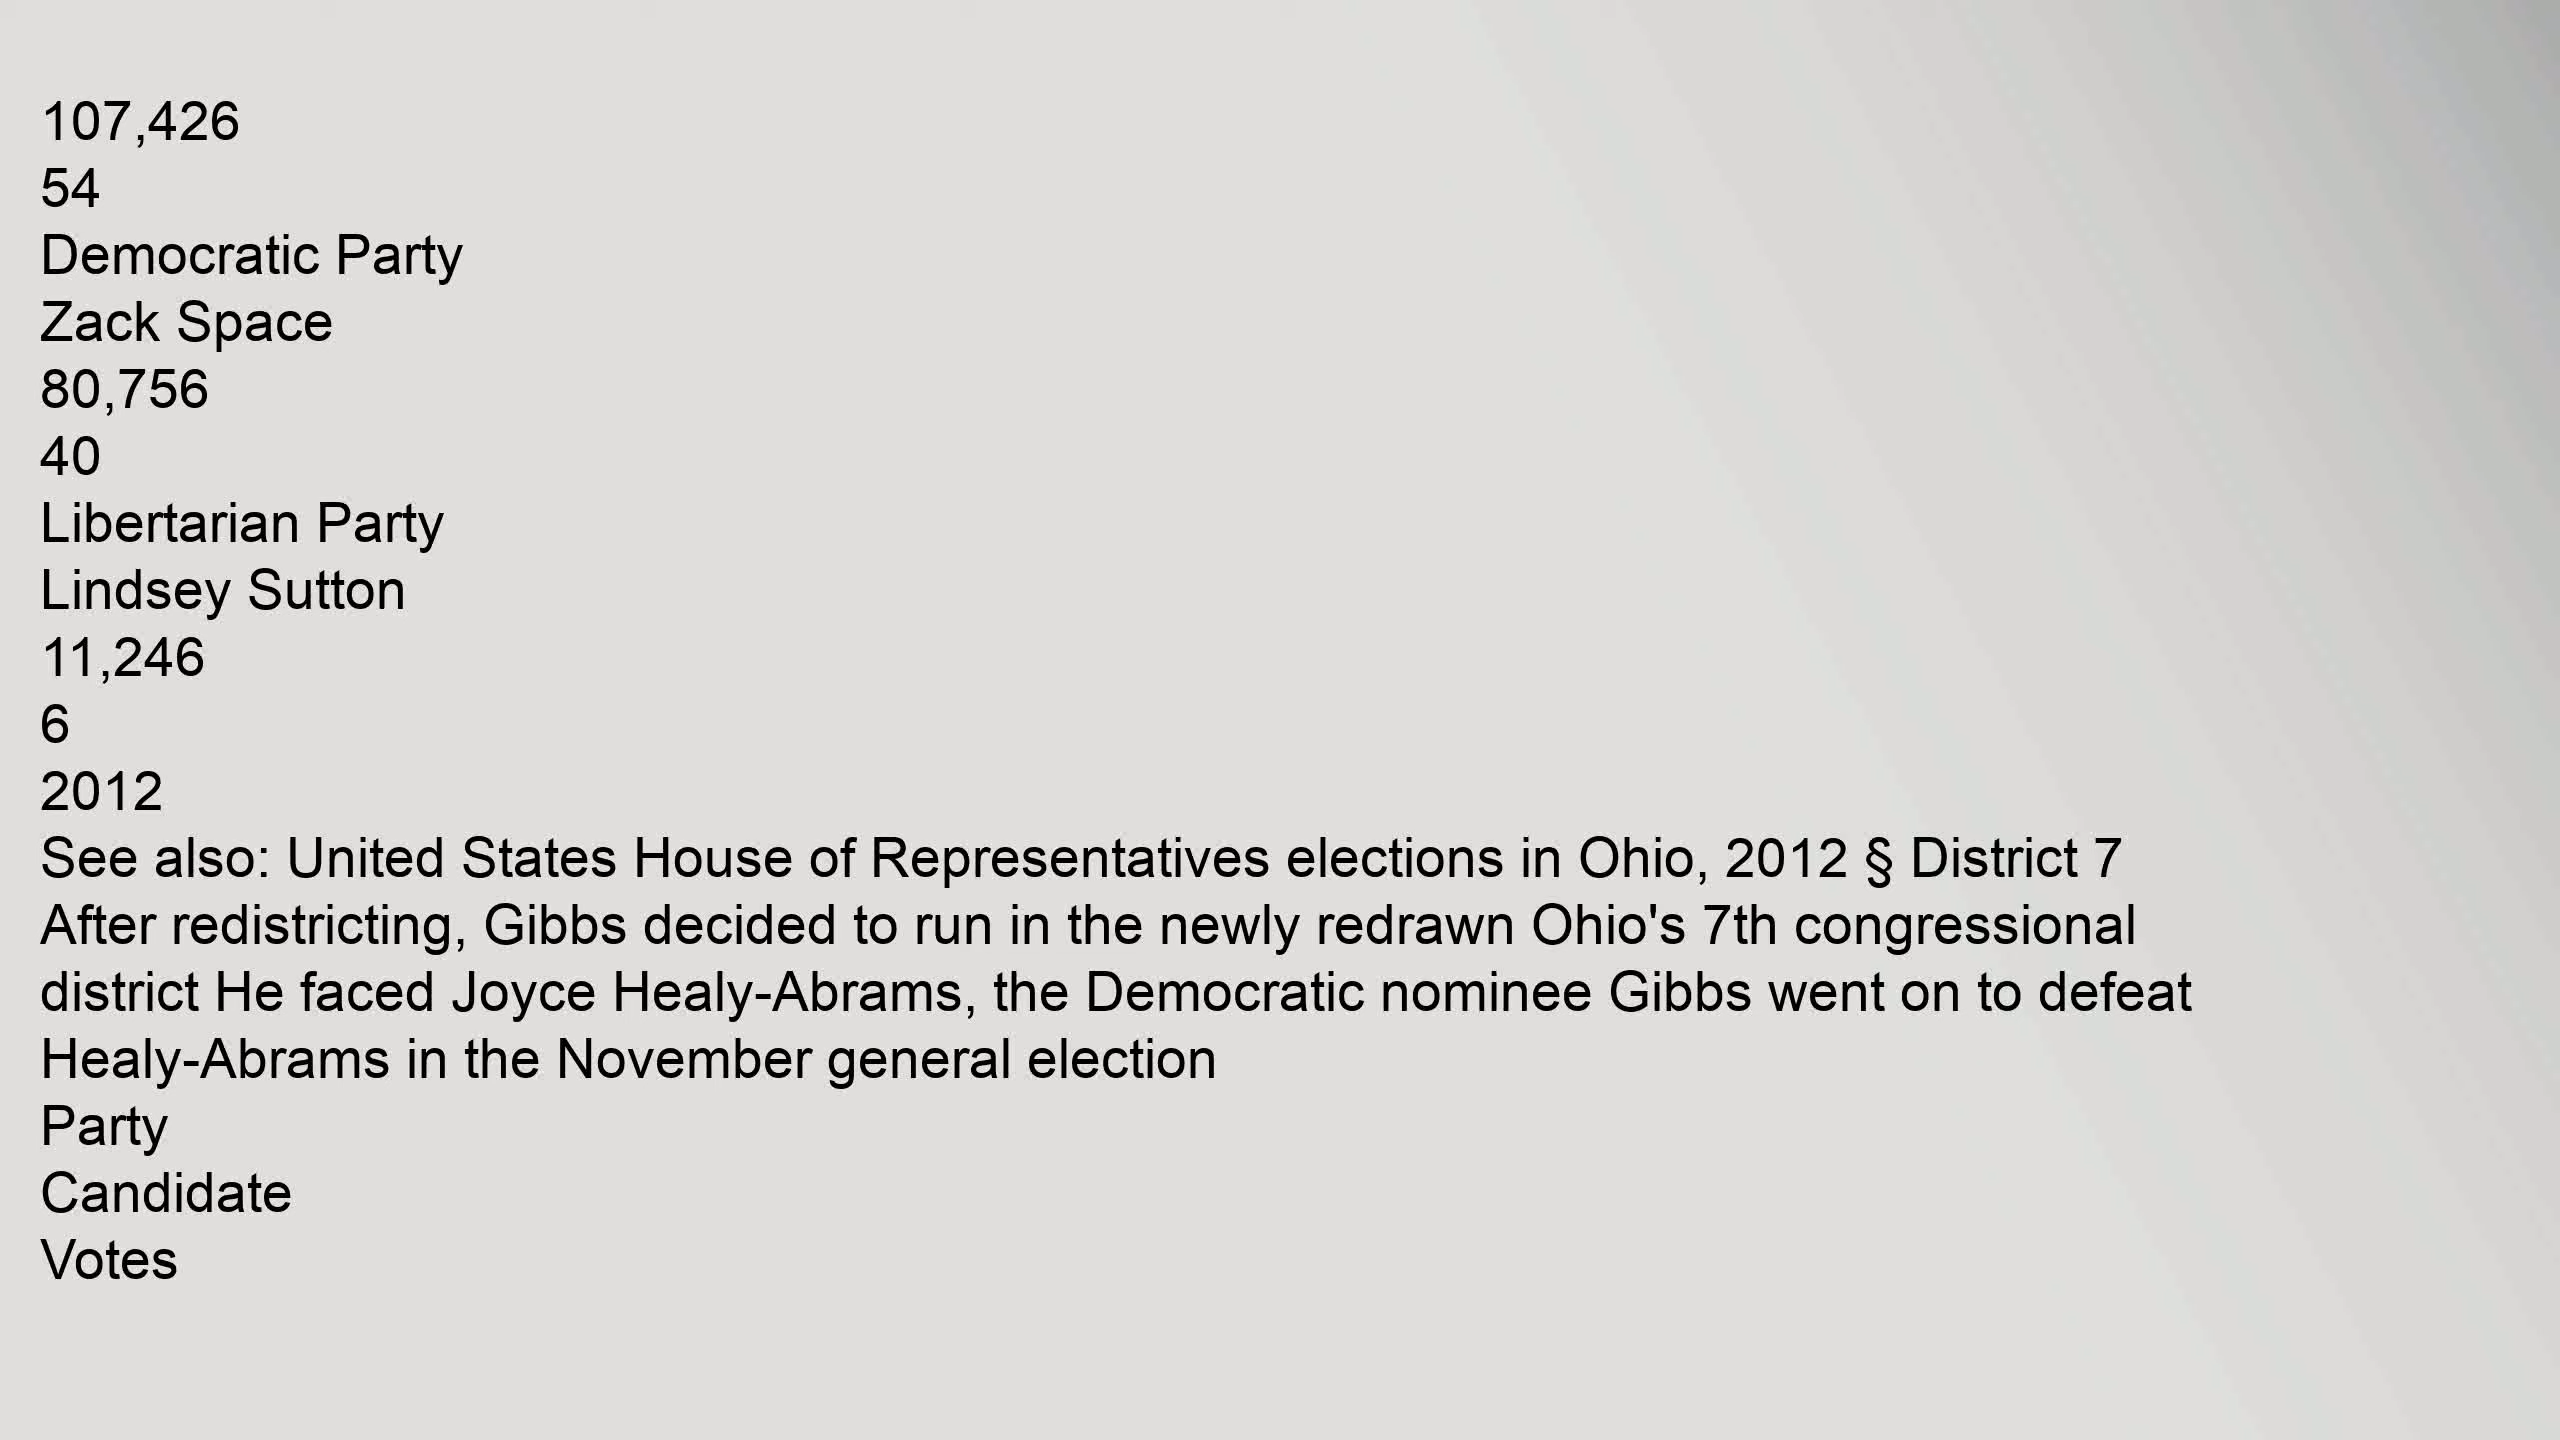 107,426
54
Democratic Party
Zack Space
80,756
40
Libertarian Party
Lindsey Sutton
11,246
6
2012
See also: United States House of Representatives elections in Ohio, 2012 § District 7
After redistricting, Gibbs decided to run in the newly redrawn Ohio's 7th congressional
district He faced Joyce Healy-Abrams, the Democratic nominee Gibbs went on to defeat
Healy-Abrams in the November general election
Party
Candidate
Votes